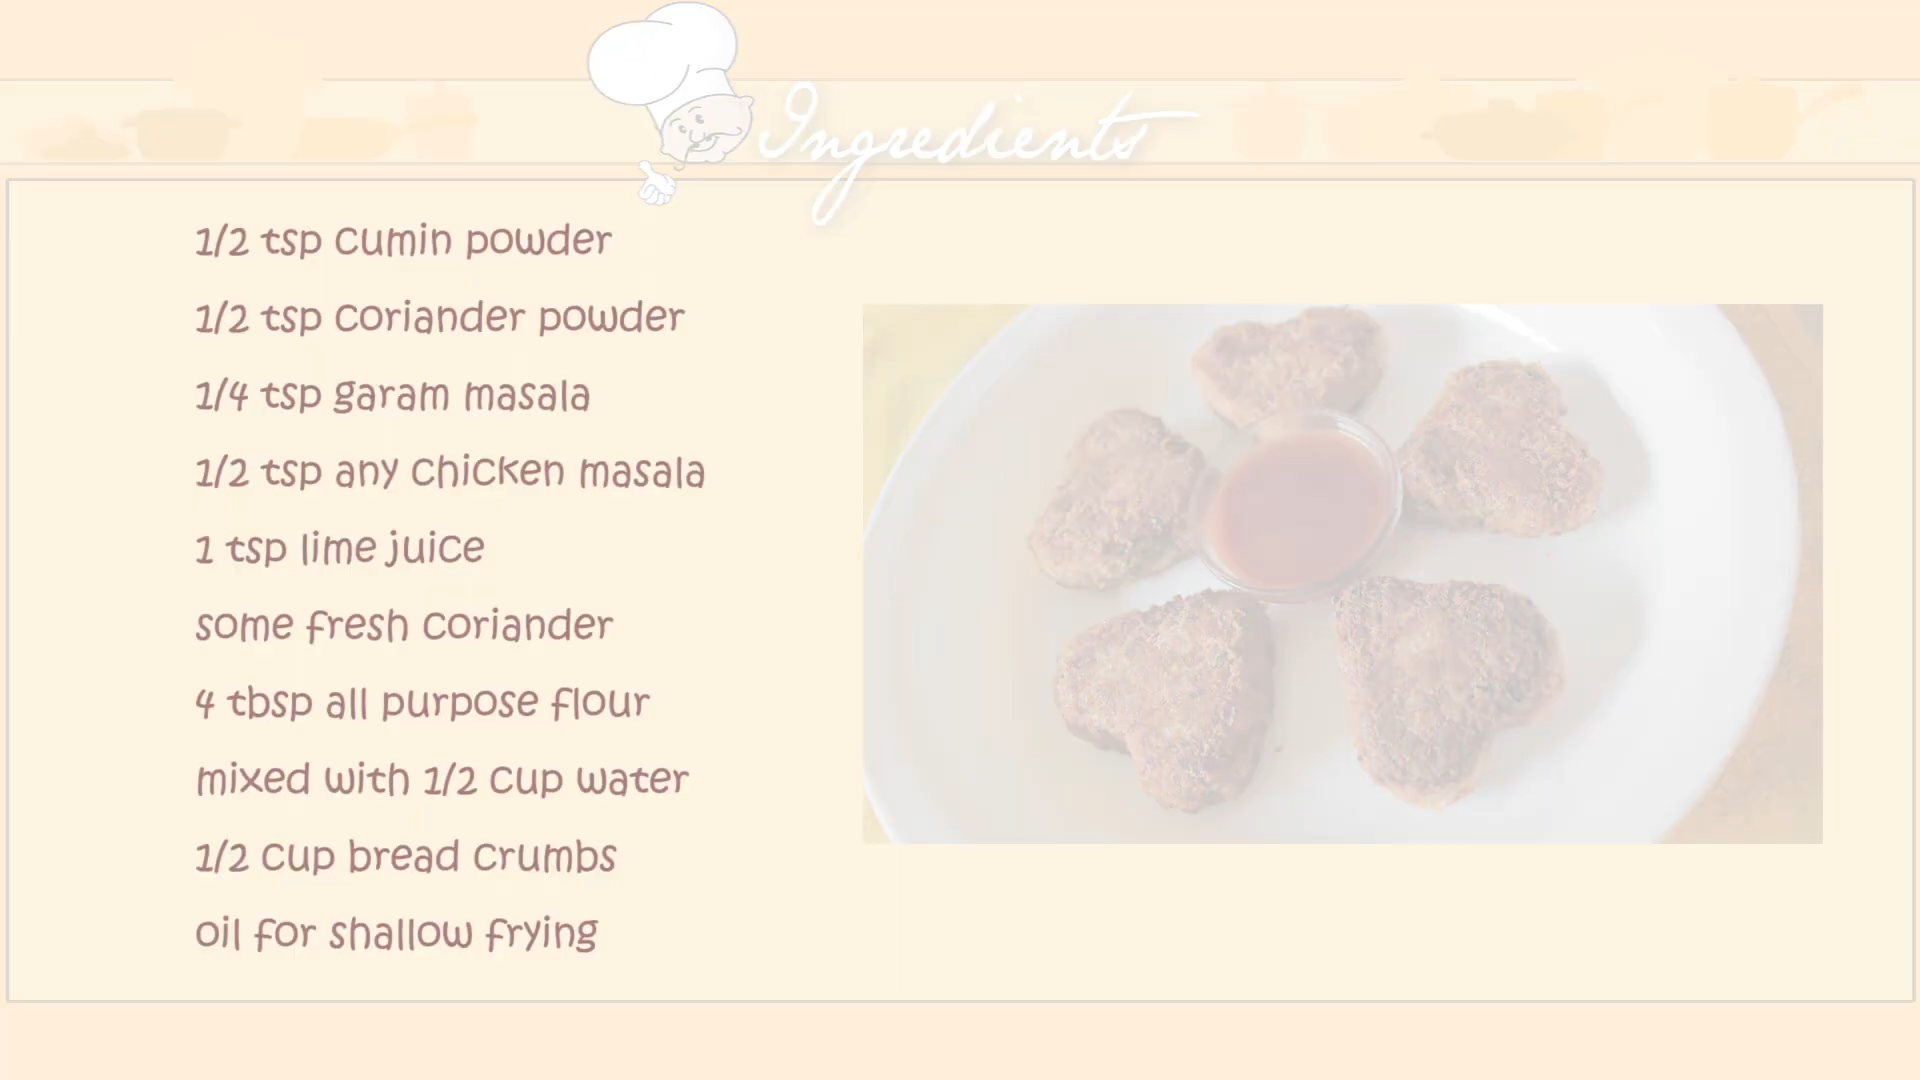 Ingredients
1/2 tsp cumin powder
1/2 tsp coriander powder
1/4 tsp garam masala
1/2 tsp any chicken masala
1 tsp lime juice
some fresh coriander
4 tbsp all purpose flour
mixed with 1/2 cup water
1/2 cup bread crumbs
oil for shallow frying